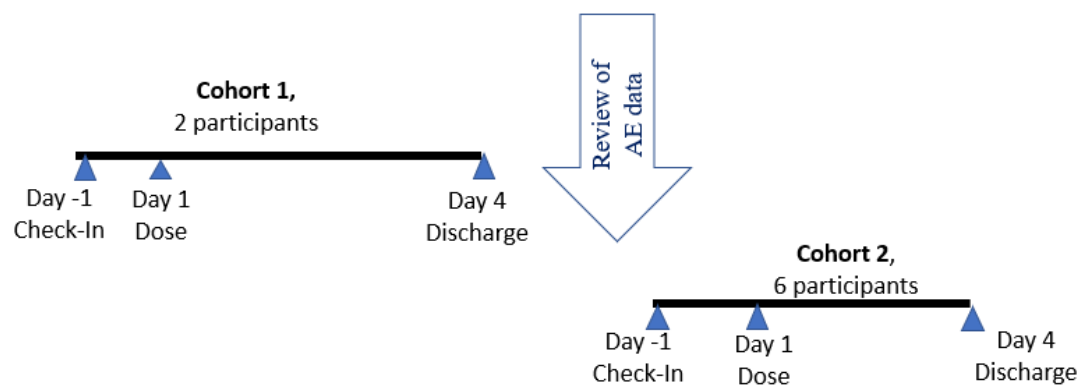 Cohort 1,
2 participants
Day -1
Check-In
Day 1
Dose
Day 4
Discharge
Review of
AE data
Cohort 2,
6 participants
Day -1
Check-In
Day 1
Dose
Day 4
Discharge